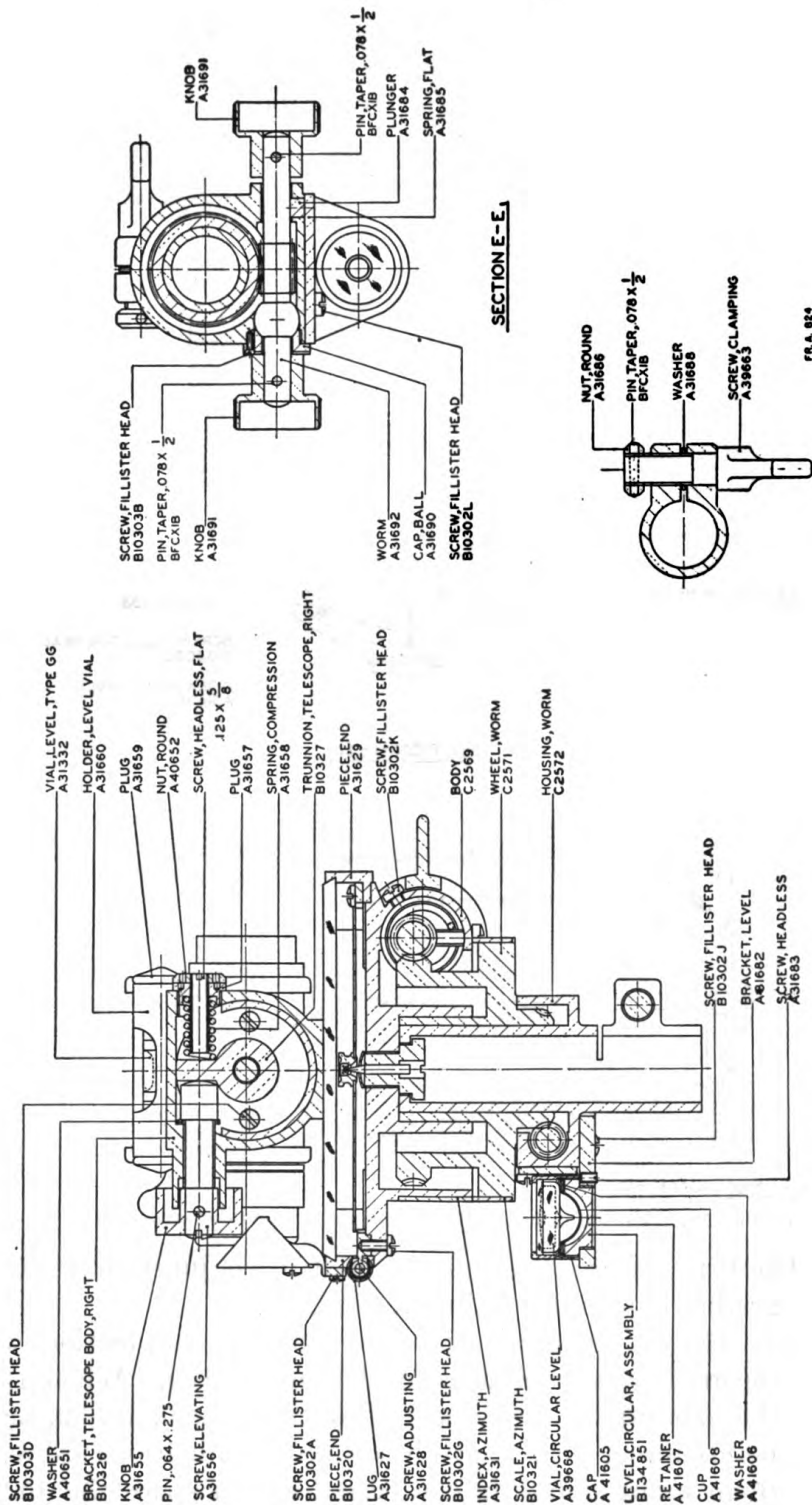 SCREW, FILLISTER HEAD
B10303D
WASHER
A40651
BRACKET, TELESCOPE BODY, RIGHT
B10326
KNOB
A31655
PIN, .064 X .275
SCREW, ELEVATING
A31656
SCREW, FILLISTER HEAD
B10302A
PIECE, END
B10320
LUG
A31627
SCREW, ADJUSTING
A31628
SCREW, FILLISTER HEAD
B10302G
INDEX, AZIMUTH
A31631
SCALE, AZIMUTH
B10321
VIAL, CIRCULAR LEVEL
A39668
CAP
A 41605
LEVEL, CIRCULAR, ASSEMBLY
B134851
RETAINER
A 41607
CUP
A 41608
WASHER
A 41606
VIAL, LEVEL, TYPE GG
A31332
HOLDER, LEVEL VIAL
A31660
PLUG
A31659
NUT, ROUND
A40652
SCREW, HEADLESS, FLAT
.125 X 5/8
PLUG
A31657
SPRING, COMPRESSION
A31658
TRUNNION, TELESCOPE, RIGHT
B10327
PIECE, END
A31629
SCREW, FILLISTER HEAD
B10302K
BODY
C2569
WHEEL, WORM
C2571
HOUSING, WORM
C2572
SCREW, FILLISTER HEAD
B10302J
BRACKET, LEVEL
SCREW, HEADLESS
A31683
SCREW, FILLISTER HEAD
B10303B
PIN, TAPER, .078 X 1/2
BFCX1B
KNOB
A31691
WORM
A31692
CAP, BALL
A31690
SCREW, FILLISTER HEAD
B10302L
KNOB
A31691
PIN, TAPER, .078 X 1/2
BFCX1B
PLUNGER
A31684
SPRING, FLAT
A31685
SECTION E-E
NUT, ROUND
A31686
PIN, TAPER, .078 X 1/2
BFCX1B
WASHER
A31688
SCREW, CLAMPING
A39663